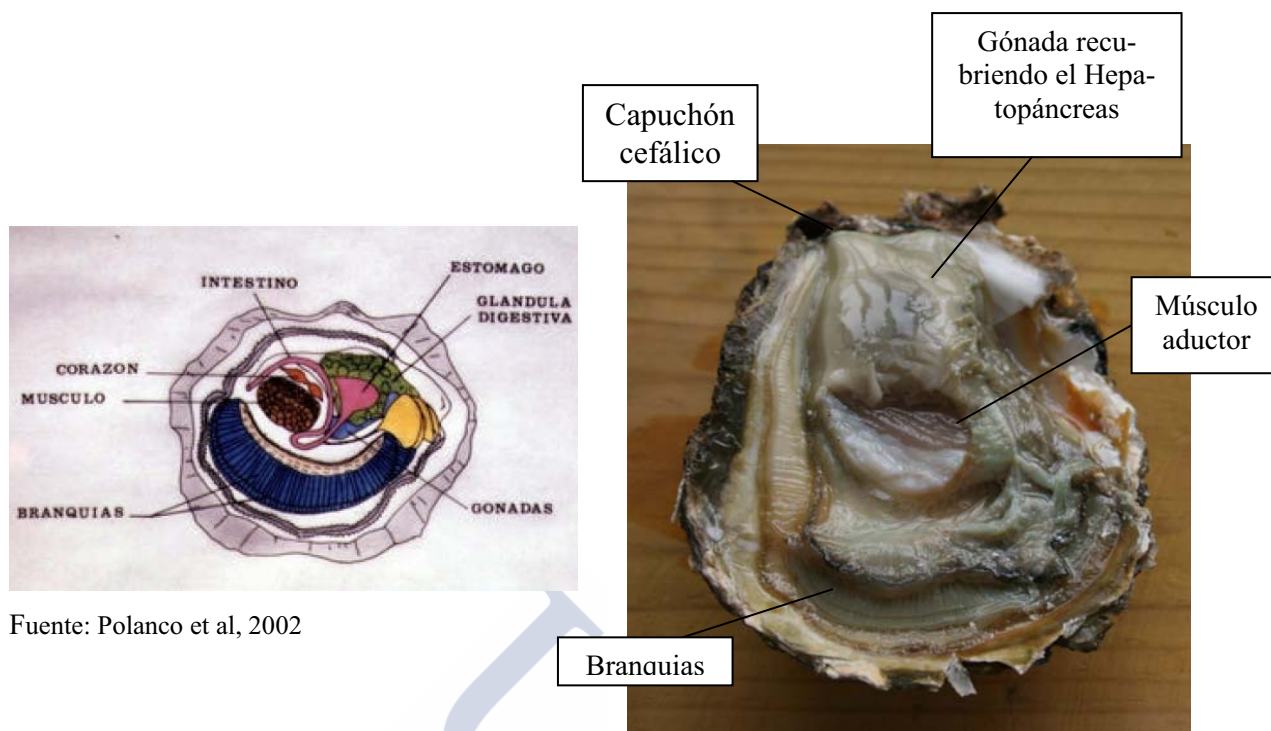 Gónada recu-
briendo el Hepa-
topáncreas
Capuchón
cefálico
Músculo
aductor
Branquias
INTESTINO
ESTOMAGO
GLANDULA
DIGESTIVA
CORAZON
MUSCULO
BRANQUIAS
GONADAS
Fuente: Polanco et al, 2002